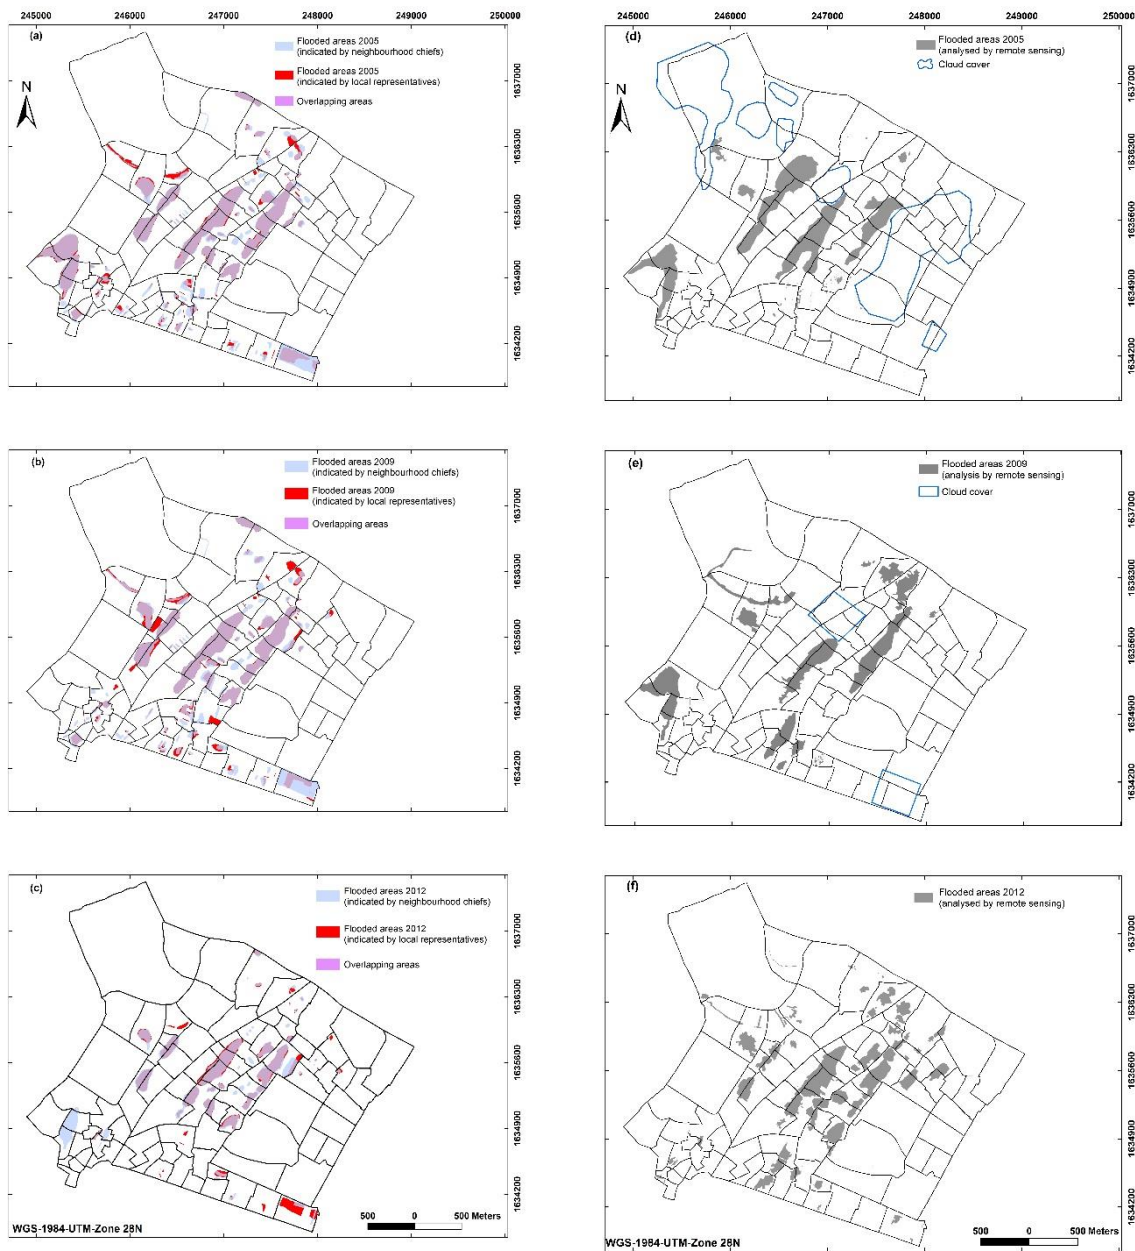 245000 246000 247000 248000 249000 250000
(a)
Flooded areas 2005
(indicated by neighbourhood chiefs)
Flooded areas 2005
(indicated by local representatives)
Overlapping areas
N
1637000
1636300
1635600
1634900
1634200
245000 246000 247000 248000 249000 250000
245000 246000 247000 248000 249000 250000
(d)
Flooded areas 2005
(analysed by remote sensing)
Cloud cover
N
1637000
1636300
1635600
1634900
1634200
(b)
Flooded areas 2009
(indicated by neighbourhood chiefs)
Flooded areas 2009
(indicated by local representatives)
Overlapping areas
1637000
1636300
1635600
1634900
1634200
(e)
Flooded areas 2009
(analysis by remote sensing)
Cloud cover
1637000
1636300
1635600
1634900
1634200
(c)
Flooded areas 2012
(indicated by neighbourhood chiefs)
Flooded areas 2012
(indicated by local representatives)
Overlapping areas
1637000
1636300
1635600
1634900
1634200
500 0 500 Meters
WGS-1984-UTM-Zone 28N
(f)
Flooded areas 2012
(analysed by remote sensing)
1637000
1636300
1635600
1634900
1634200
500 0 500 Meters
WGS-1984-UTM-Zone 28N